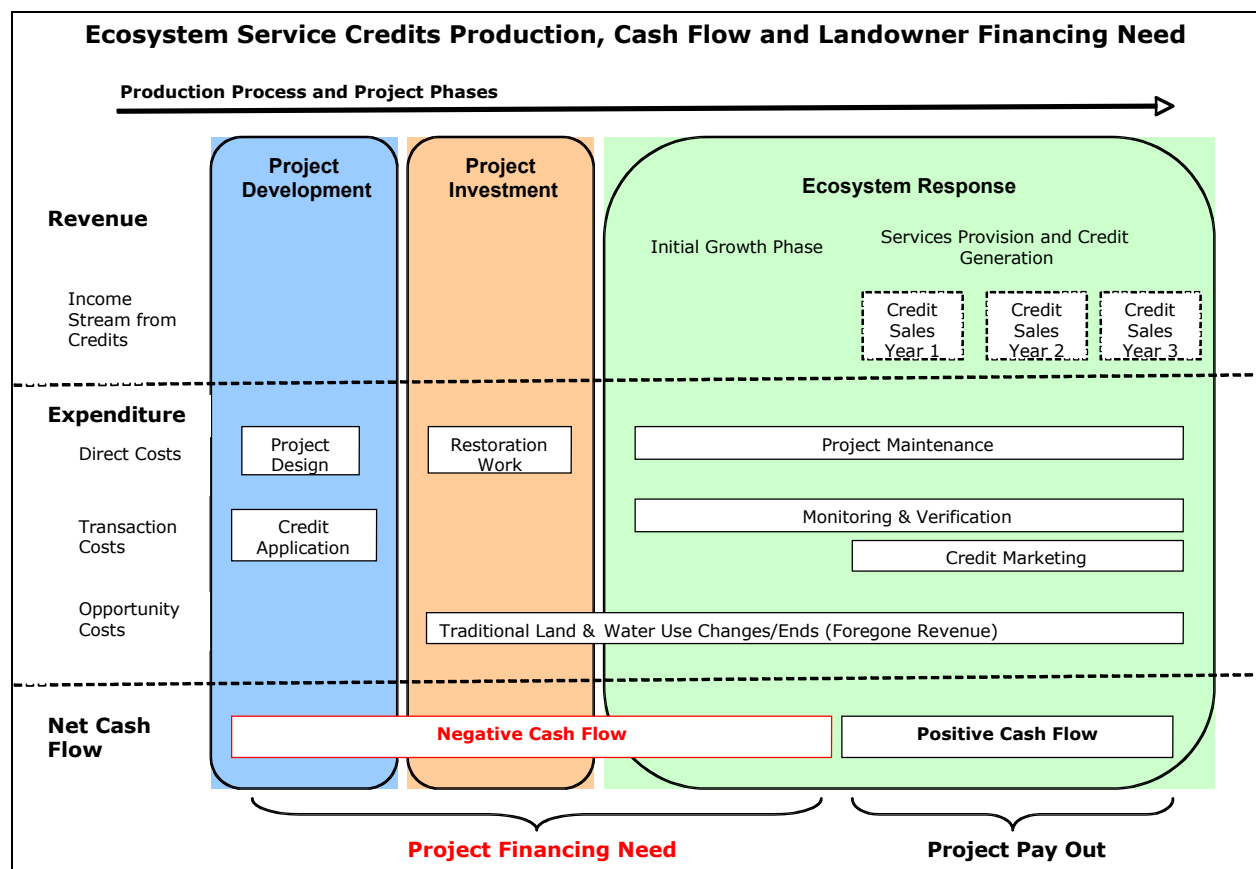 Ecosystem Service Credits Production, Cash Flow and Landowner Financing Need
Production Process and Project Phases
Project
Development
Project
Investment
Ecosystem Response
Revenue
Initial Growth Phase
Services Provision and Credit
Generation
Income
Stream from
Credits
Credit
Sales
Year 1
Credit
Sales
Year 2
Credit
Sales
Year 3
Expenditure
Direct Costs
Project
Design
Restoration
Work
Project Maintenance
Transaction
Costs
Credit
Application
Monitoring & Verification
Credit Marketing
Opportunity
Costs
Traditional Land & Water Use Changes/Ends (Foregone Revenue)
Net Cash
Flow
Negative Cash Flow
Positive Cash Flow
Project Financing Need
Project Pay Out